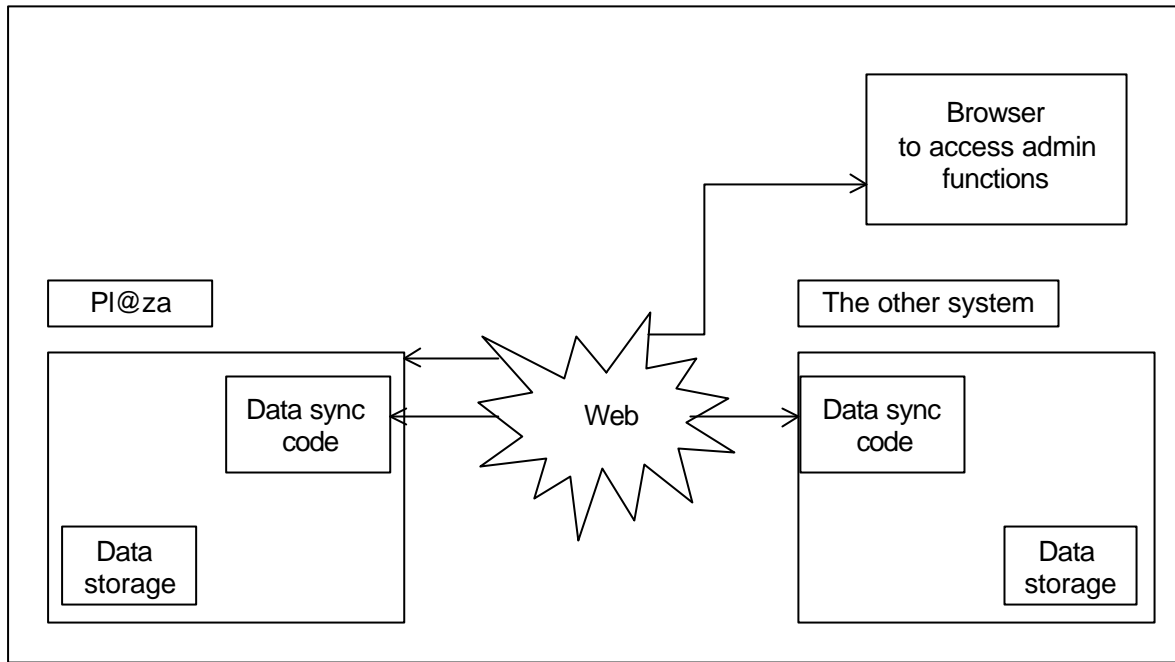 Browser
to access admin
functions
Pl@za
The other system
Data sync
code
Web
Data sync
code
Data
storage
Data
storage